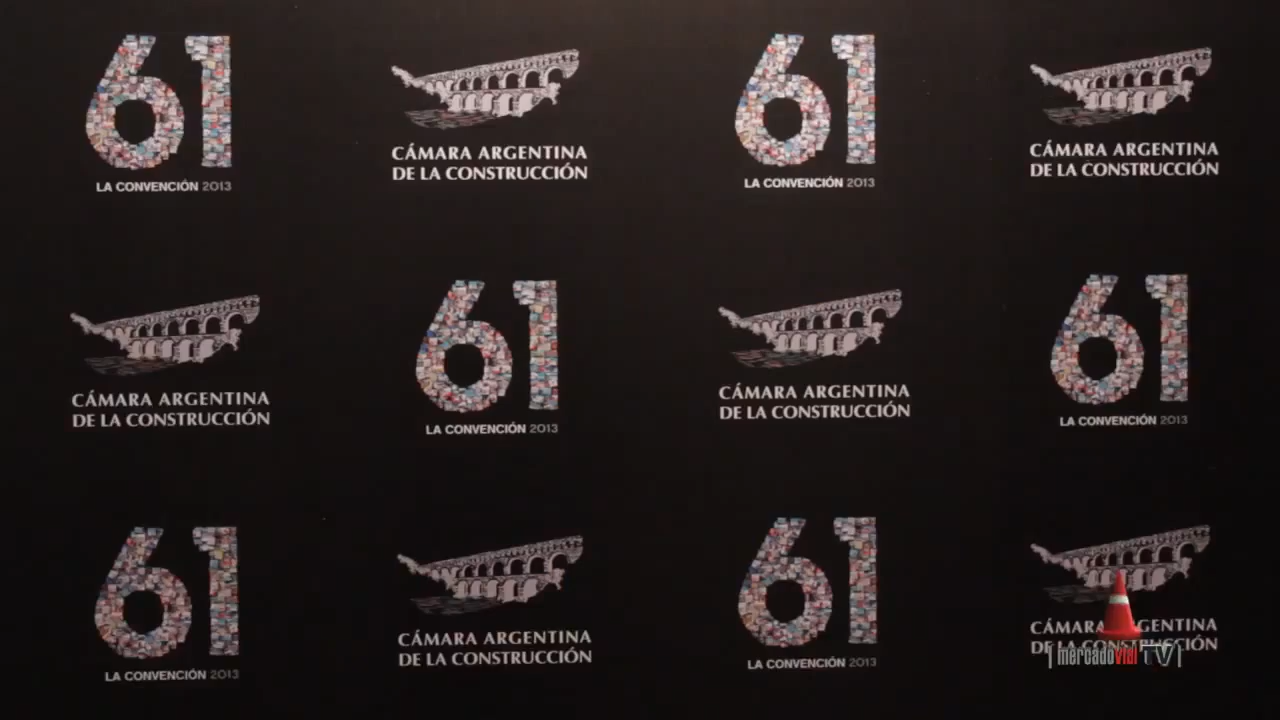 61
LA CONVENCIÓN 2013
CÁMARA ARGENTINA
DE LA CONSTRUCCIÓN
61
LA CONVENCIÓN 2013
CÁMARA ARGENTINA
DE LA CONSTRUCCIÓN
CÁMARA ARGENTINA
DE LA CONSTRUCCIÓN
61
LA CONVENCIÓN 2013
CÁMARA ARGENTINA
DE LA CONSTRUCCIÓN
61
LA CONVENCIÓN 2013
61
LA CONVENCIÓN 2013
CÁMARA ARGENTINA
DE LA CONSTRUCCIÓN
61
LA CONVENCIÓN 2013
CÁMARA ARGENTINA
DE LA CONSTRUCCIÓN
mercadovial TV